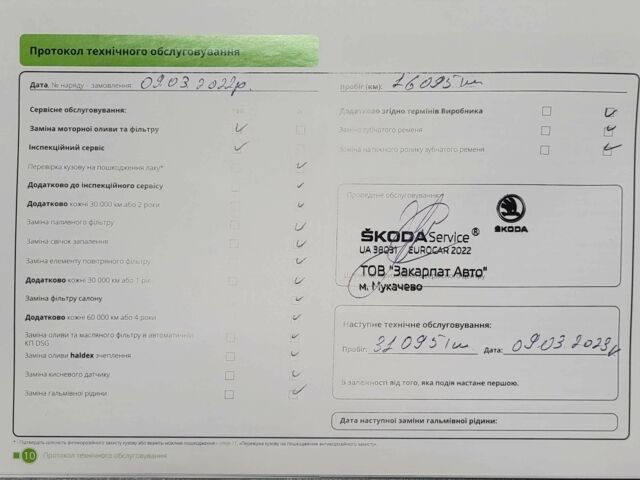 Протокол технічного обслуговування
Дата, № наряду – замовлення: 09.03.2022р.
Пробіг (км): 16095 км
Сервісне обслуговування:
Заміна моторної оливи та фільтру
Інспекційний сервіс
Перевірка кузову на пошкодження лаку*
Додатково до інспекційного сервісу
Додатково кожні 30 000 км або 2 роки
Заміна паливного фільтру
Заміна свічок запалення
Заміна елементу повітряного фільтру
Додатково кожні 30 000 км або 1 рік
Заміна фільтру салону
Додатково кожні 60 000 км або 4 роки
Заміна оливи та масляного фільтру в автоматичній
КП DSG
Заміна оливи haldex зчеплення
Заміна кисневого датчику
Заміна гальмівної рідини
Додатково згідно термінів Виробника
Заміна зубчатого ременя
Заміна натяжного ролику зубчатого ременя
Проведене обслуговування:
ŠKODA Service®
ŠKODA
UA 38031 EUROCAR 2022
ТОВ "Закарпат Авто"
м. Мукачево
Наступне технічне обслуговування:
Пробіг: 31095 км Дата: 09.03.2023р
В залежності від того, яка подія настане першою.
Дата наступної заміни гальмівної рідини:
10 Протокол технічного обслуговування